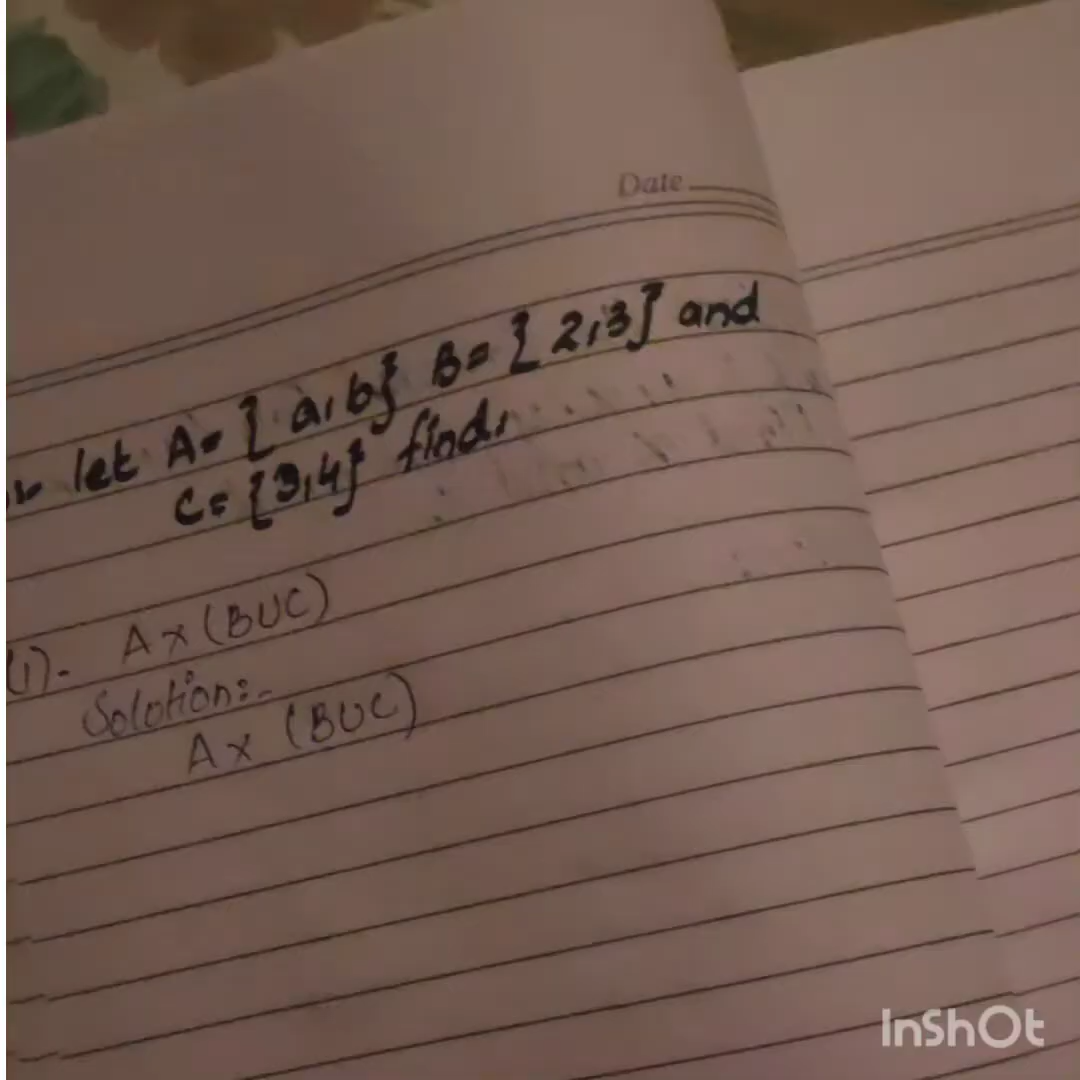 Date
let A= { a,b} B= { 2,3} and
C= {3,4} find,
(1)- A x (BUC)
Solotion:-
A x (BUC)
InShOt